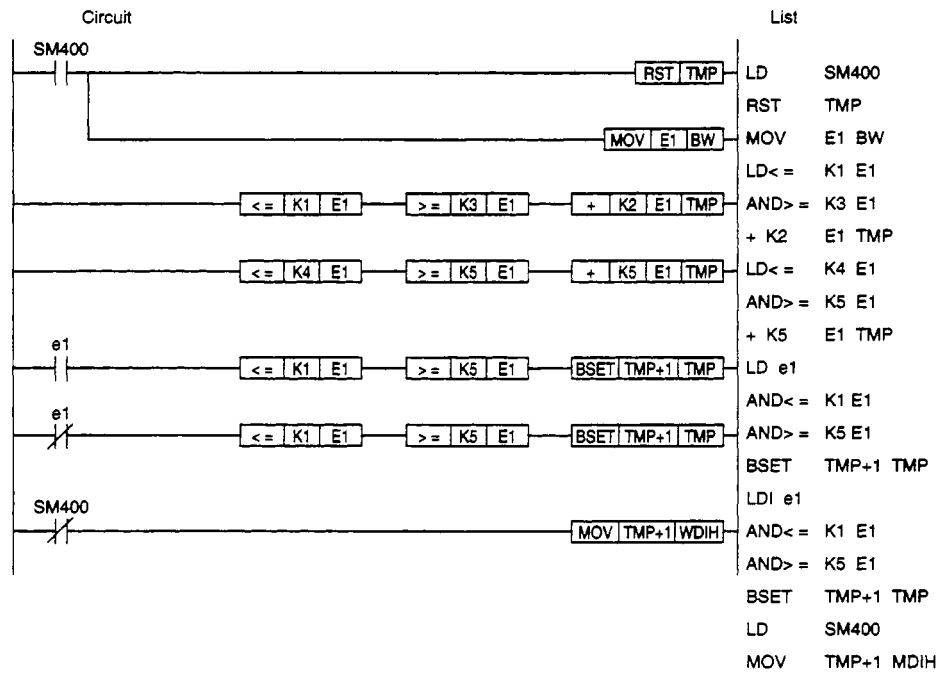 Circuit List
SM400
RST TMP LD SM400
RST TMP
MOV E1 BW MOV E1 BW
LD<= K1 E1
<= K1 E1 >= K3 E1 + K2 E1 TMP AND>= K3 E1
+ K2 E1 TMP
<= K4 E1 >= K5 E1 + K5 E1 TMP LD<= K4 E1
AND>= K5 E1
+ K5 E1 TMP
e1
<= K1 E1 >= K5 E1 BSET TMP+1 TMP LD e1
AND<= K1 E1
e1
<= K1 E1 >= K5 E1 BSET TMP+1 TMP AND>= K5 E1
BSET TMP+1 TMP
LDI e1
SM400
MOV TMP+1 WDIH AND<= K1 E1
AND>= K5 E1
BSET TMP+1 TMP
LD SM400
MOV TMP+1 MDIH